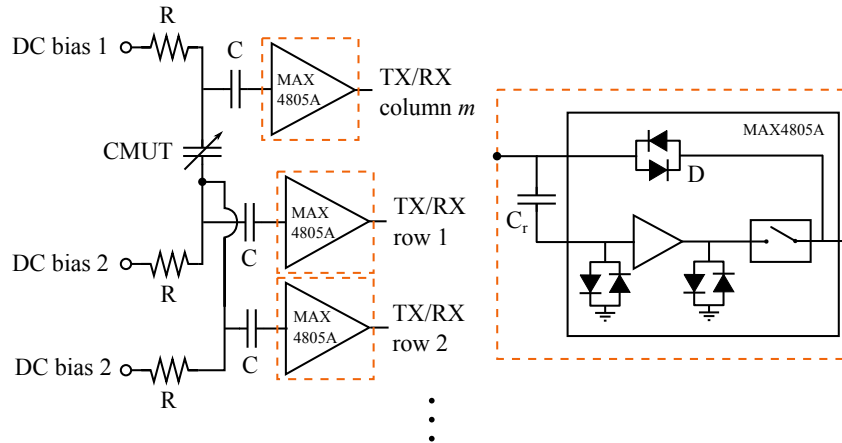 R
DC bias 1
C
MAX
4805A
TX/RX
column m
CMUT
MAX
4805A
TX/RX
row 1
C
DC bias 2
R
MAX
4805A
TX/RX
row 2
C
DC bias 2
R
MAX4805A
D
Cr